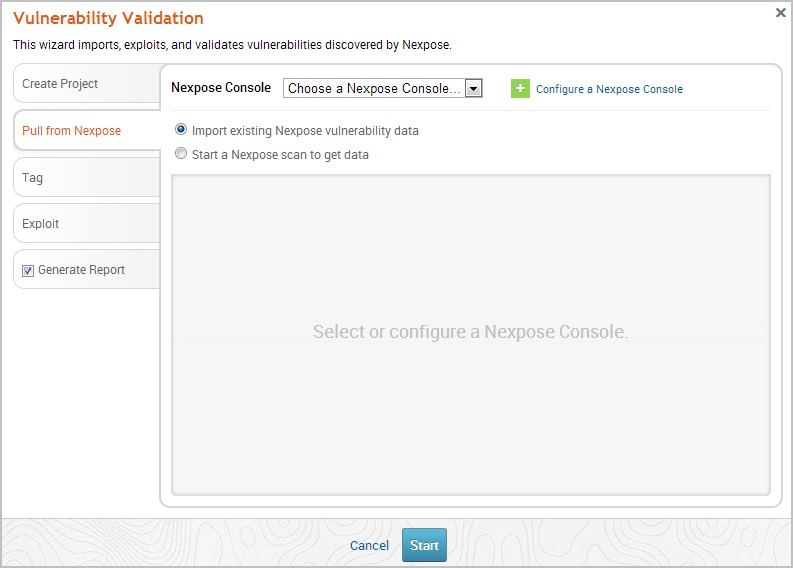 Vulnerability Validation
This wizard imports, exploits, and validates vulnerabilities discovered by Nexpose.
Create Project
Pull from Nexpose
Tag
Exploit
Generate Report
Nexpose Console
Choose a Nexpose Console...
Configure a Nexpose Console
Import existing Nexpose vulnerability data
Start a Nexpose scan to get data
Select or configure a Nexpose Console.
Cancel
Start